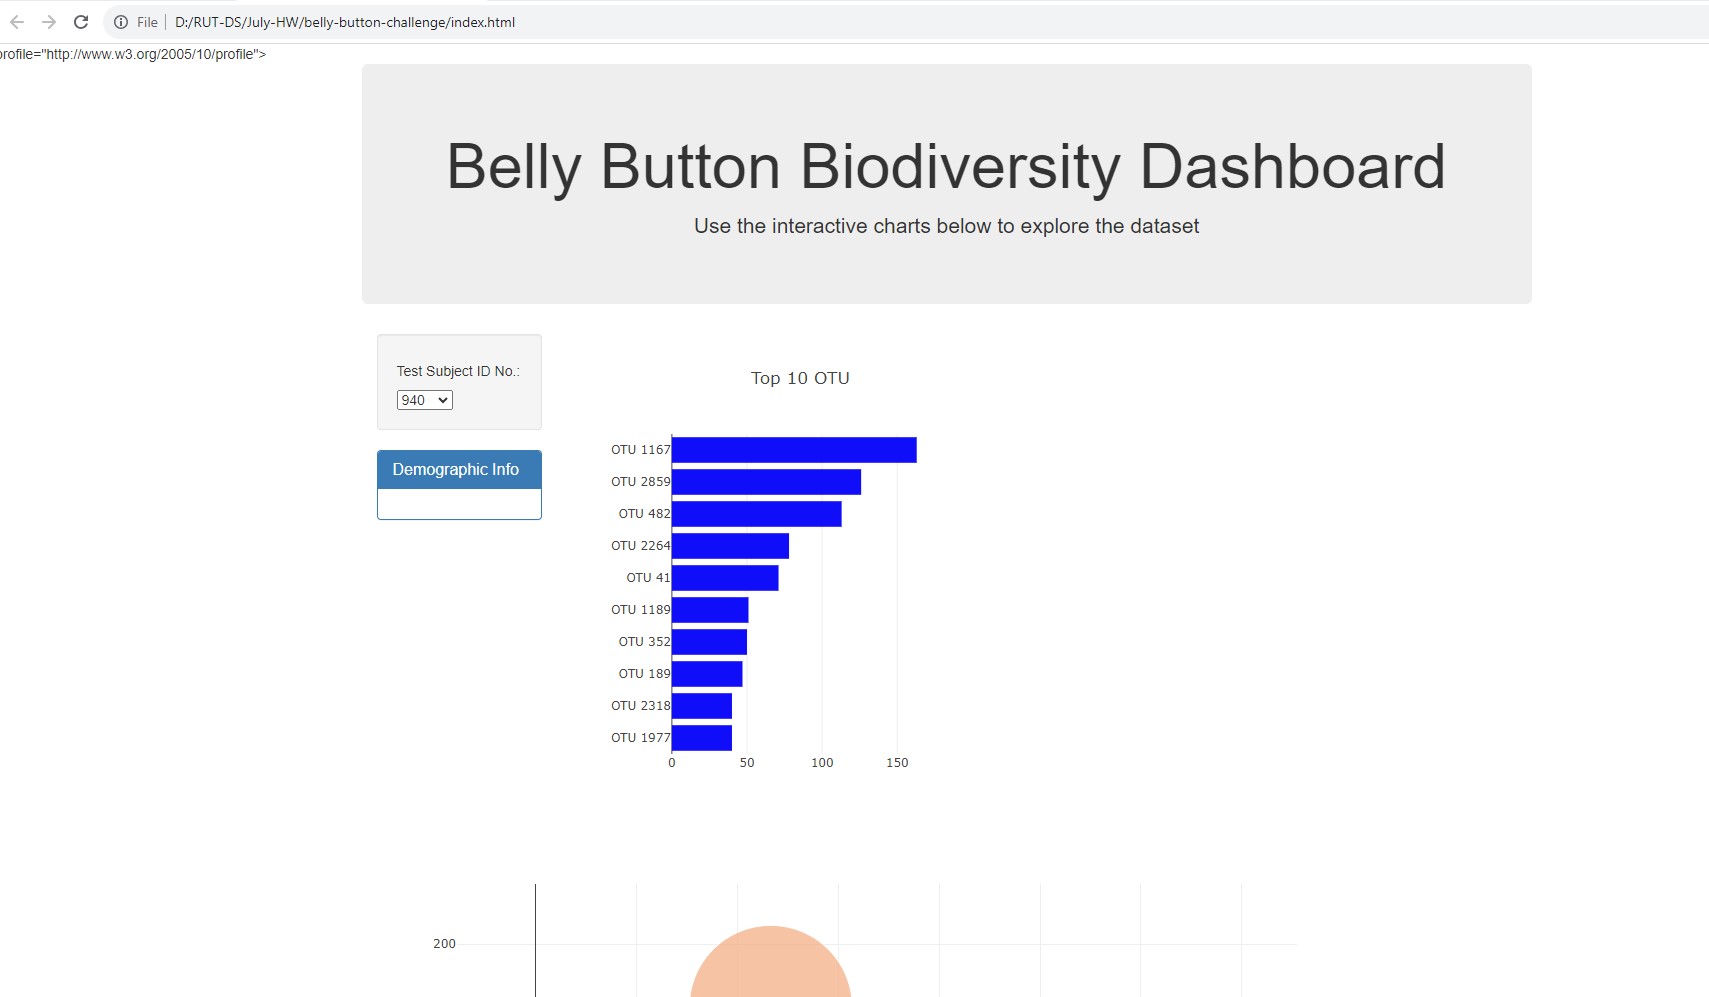 File D:/RUT-DS/July-HW/belly-button-challenge/index.html
profile="http://www.w3.org/2005/10/profile">
Belly Button Biodiversity Dashboard
Use the interactive charts below to explore the dataset
Test Subject ID No.:
940
Demographic Info
Top 10 OTU
OTU 1167
OTU 2859
OTU 482
OTU 2264
OTU 41
OTU 1189
OTU 352
OTU 189
OTU 2318
OTU 1977
0 50 100 150
200